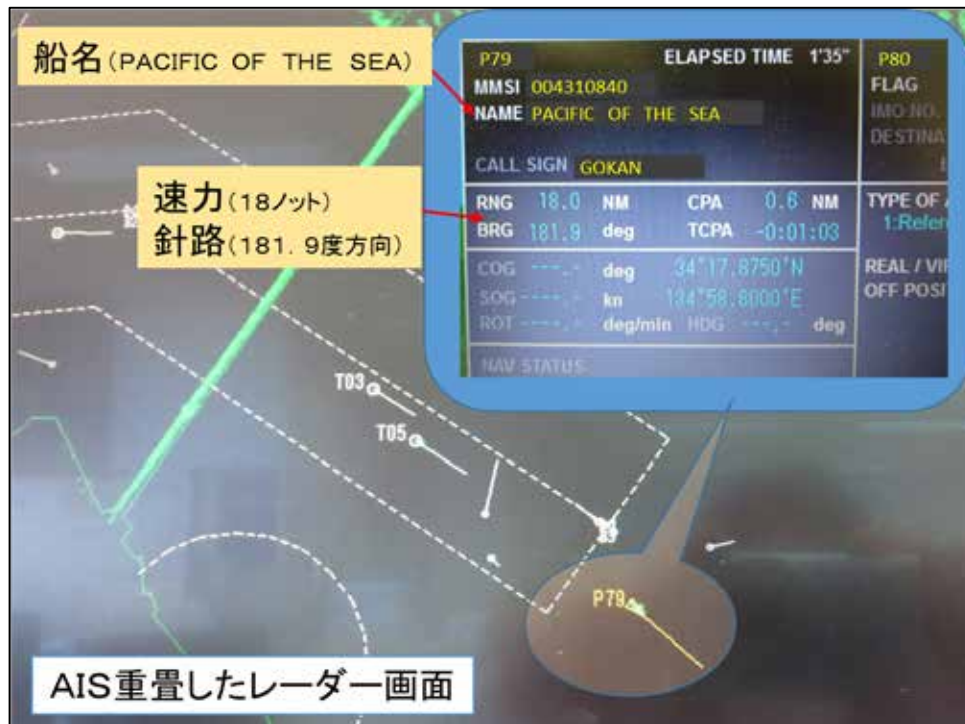 船名(PACIFIC OF THE SEA)
P79 ELAPSED TIME 1'35"
MMSI 004310840
NAME PACIFIC OF THE SEA
CALL SIGN GOKAN
RNG 18.0 NM CPA 0.6 NM
BRG 181.9 deg TCPA -0:01:03
COG ---.- deg 34°17.8750'N
SOG ----.- kn 134°58.8000'E
ROT ----.- deg/min HDG ---.- deg
NAV STATUS
P80
FLAG
IMO NO.
DESTINA
TYPE OF
1:Refere
REAL / VI
OFF POSI
速力(18ノット)
針路(181.9度方向)
T03
T05
P79
AIS重畳したレーダー画面